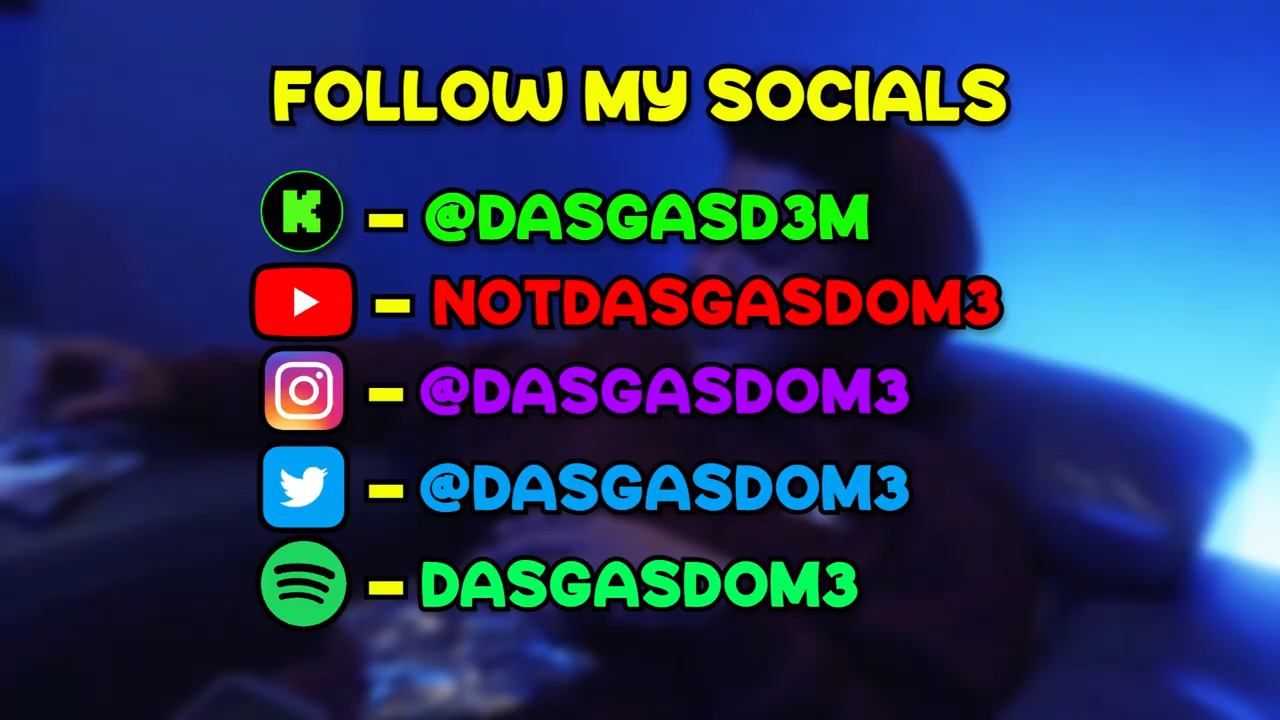 FOLLOW MY SOCIALS
K - @DASGASD3M
- NOTDASGASDOM3
- @DASGASDOM3
- @DASGASDOM3
- DASGASDOM3